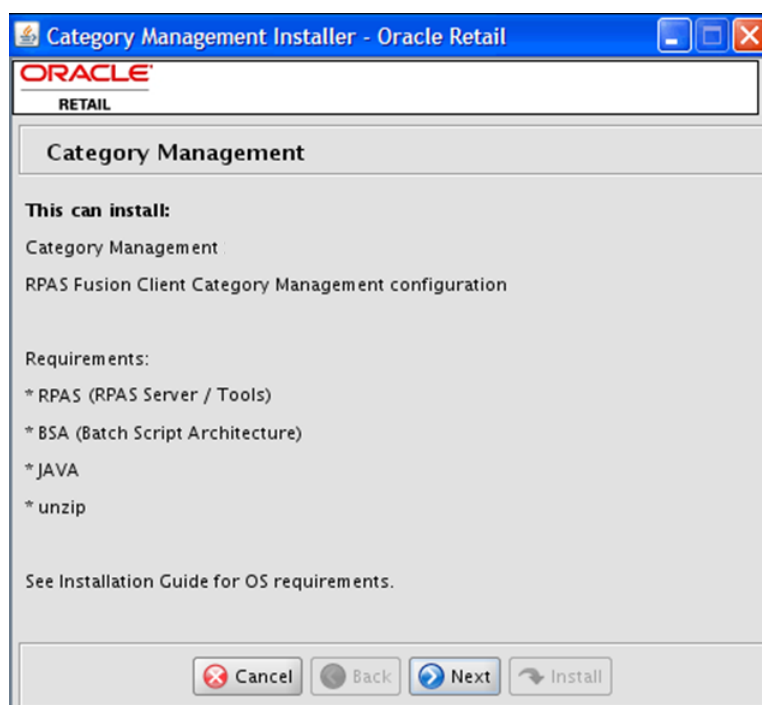 Category Management Installer - Oracle Retail
ORACLE
RETAIL
Category Management
This can install:
Category Management
RPAS Fusion Client Category Management configuration
Requirements:
* RPAS (RPAS Server / Tools)
* BSA (Batch Script Architecture)
* JAVA
* unzip
See Installation Guide for OS requirements.
Cancel Back Next Install